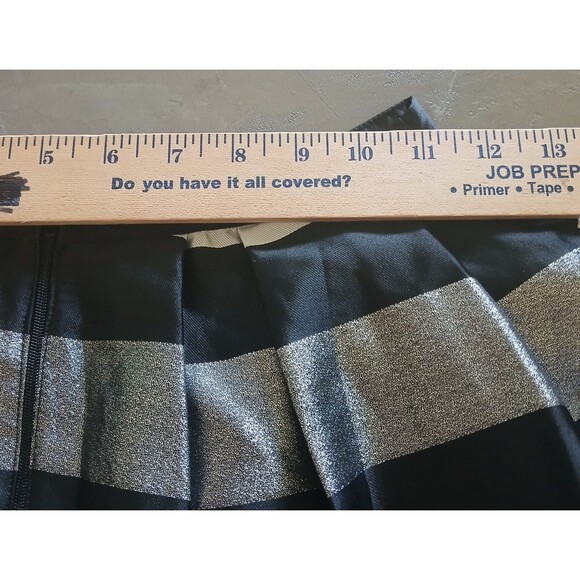 5 6 7 8 9 10 11 12 13
Do you have it all covered?
JOB PREP
• Primer • Tape •